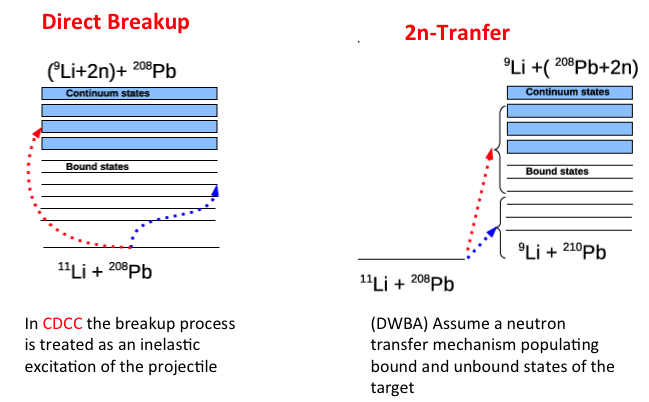 Direct Breakup
(⁹Li+2n)+ ²⁰⁸Pb
Continuum states
Bound states
¹¹Li + ²⁰⁸Pb
In CDCC the breakup process
is treated as an inelastic
excitation of the projectile
2n-Tranfer
⁹Li +( ²⁰⁸Pb+2n)
Continuum states
Bound states
⁹Li + ²¹⁰Pb
¹¹Li + ²⁰⁸Pb
(DWBA) Assume a neutron
transfer mechanism populating
bound and unbound states of the
target